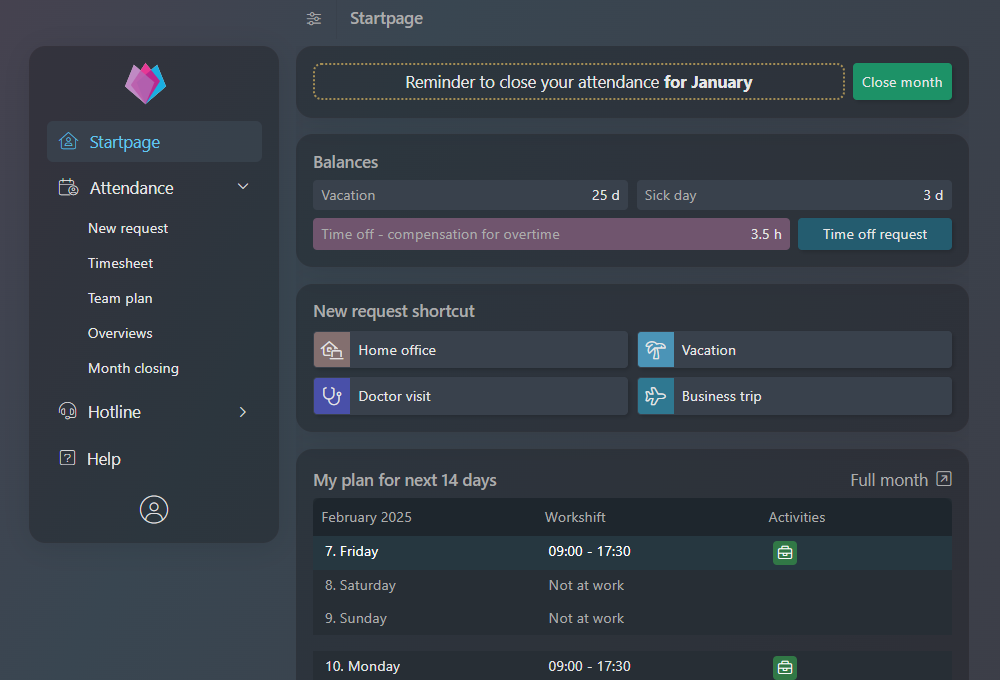 Startpage
Reminder to close your attendance for January
Close month
Startpage
Attendance
New request
Timesheet
Team plan
Overviews
Month closing
Hotline
Help
Balances
Vacation 25 d
Sick day 3 d
Time off - compensation for overtime 3.5 h
Time off request
New request shortcut
Home office
Vacation
Doctor visit
Business trip
My plan for next 14 days
Full month
February 2025 Workshift Activities
7. Friday 09:00 - 17:30
8. Saturday Not at work
9. Sunday Not at work
10. Monday 09:00 - 17:30